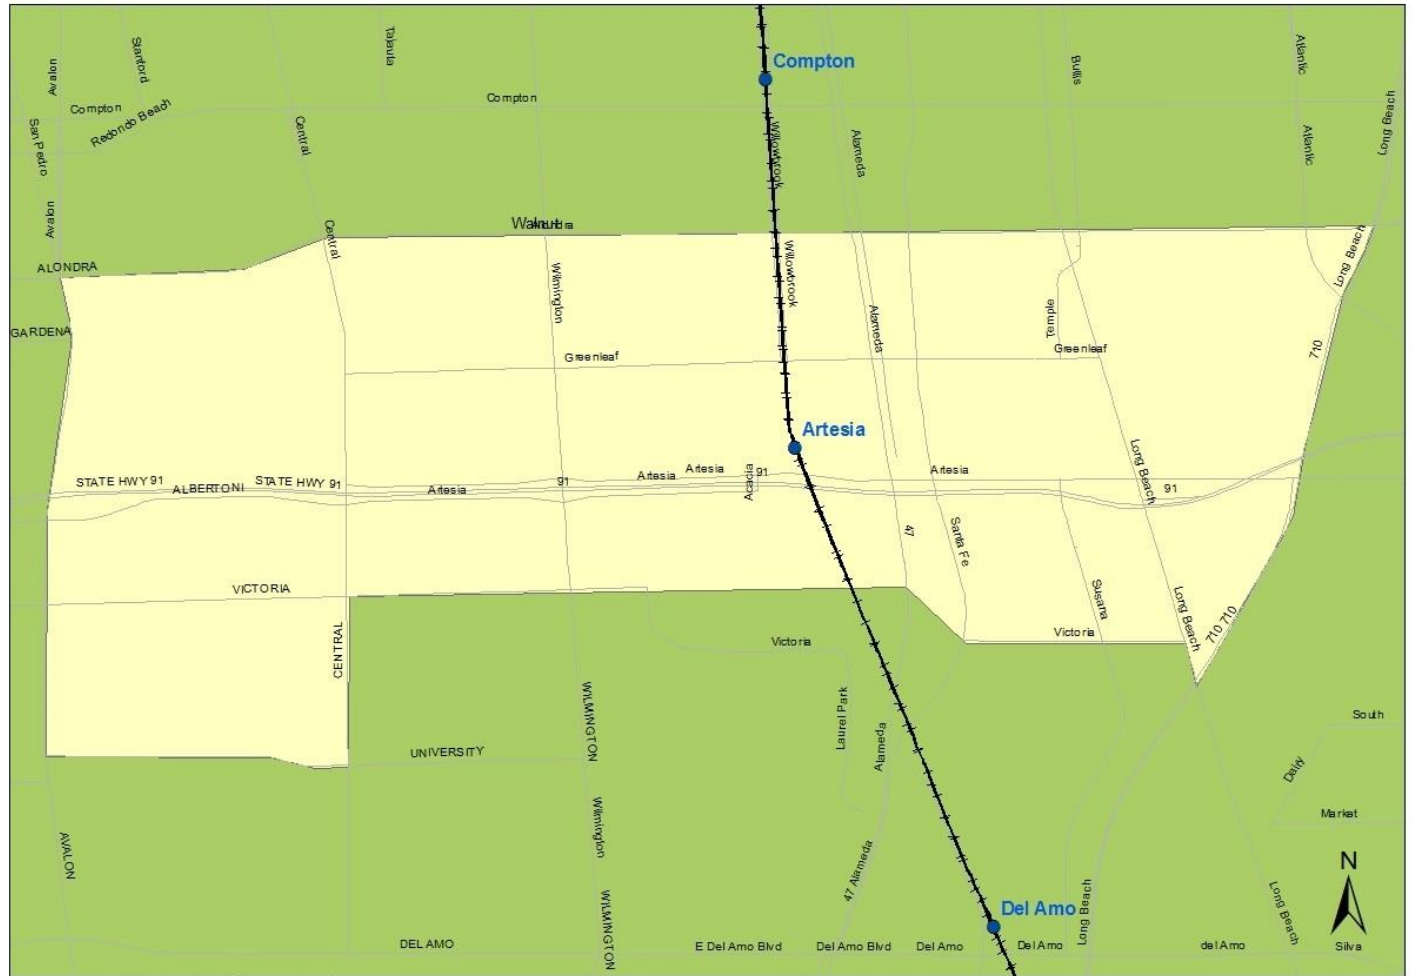 Avalon
Stanford
Tajauta
Bullis
Atlantic
Compton
Compton
Redondo Beach
Compton
San Pedro
Central
Willowbrook
Alameda
Atlantic
Long Beach
Avalon
Walnut
ALONDRA
Central
Wilmington
Willowbrook
Long Beach
GARDENA
Greenleaf
Alameda
Temple
Greenleaf
710
Artesia
STATE HWY 91
ALBERTONI
STATE HWY 91
Artesia
91
Artesia
Artesia
Acacia
91
Artesia
Long Beach
91
47
Santa Fe
VICTORIA
CENTRAL
Susana
Long Beach
710 710
Victoria
Victoria
WILMINGTON
Laurel Park
Alameda
South
UNIVERSITY
Dairy
Market
AVALON
Wilmington
47 Alameda
N
Del Amo
WILMINGTON
Long Beach
Long Beach
DEL AMO
E Del Amo Blvd
Del Amo Blvd
Del Amo
Del Amo
del Amo
Silva